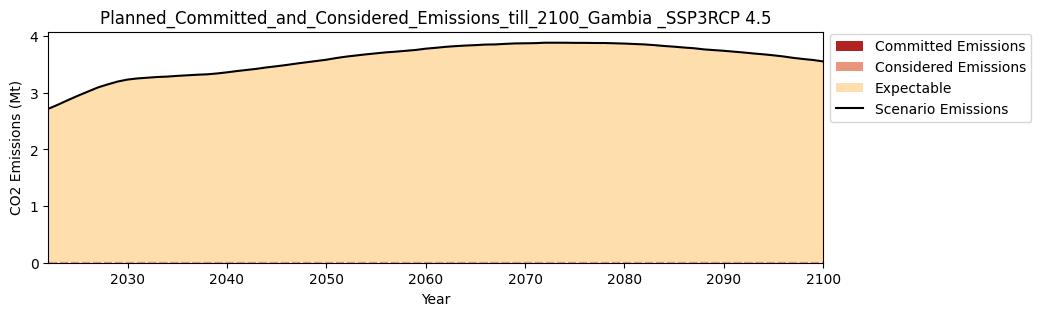 Planned_Committed_and_Considered_Emissions_till_2100_Gambia _SSP3RCP 4.5
CO2 Emissions (Mt)
4
3
2
1
0
2030 2040 2050 2060 2070 2080 2090 2100
Year
Committed Emissions
Considered Emissions
Expectable
Scenario Emissions